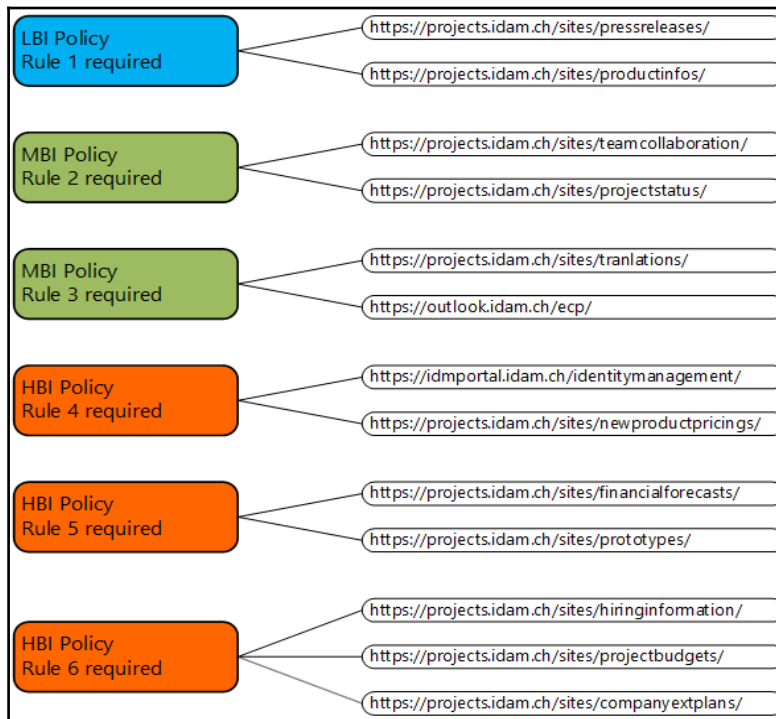 LBI Policy
Rule 1 required
https://projects.idam.ch/sites/pressreleases/
https://projects.idam.ch/sites/productinfos/
MBI Policy
Rule 2 required
https://projects.idam.ch/sites/teamcollaboration/
https://projects.idam.ch/sites/projectstatus/
MBI Policy
Rule 3 required
https://projects.idam.ch/sites/tranlations/
https://outlook.idam.ch/ecp/
HBI Policy
Rule 4 required
https://idmportal.idam.ch/identitymanagement/
https://projects.idam.ch/sites/newproductpricings/
HBI Policy
Rule 5 required
https://projects.idam.ch/sites/financialforecasts/
https://projects.idam.ch/sites/prototypes/
HBI Policy
Rule 6 required
https://projects.idam.ch/sites/hiringinformation/
https://projects.idam.ch/sites/projectbudgets/
https://projects.idam.ch/sites/companyextplans/